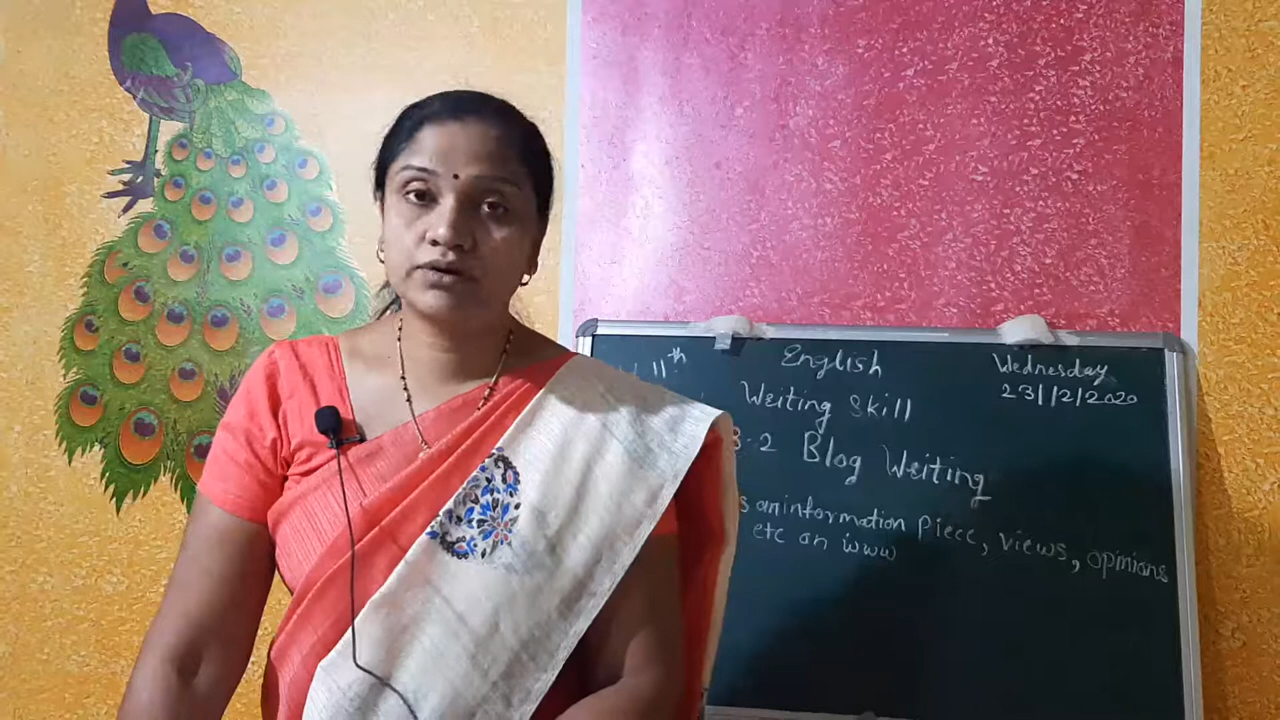 11th
English
Wednesday
23/12/2020
Writing Skill
3.2 Blog Writing
s an information piece, views, opinions
etc on www